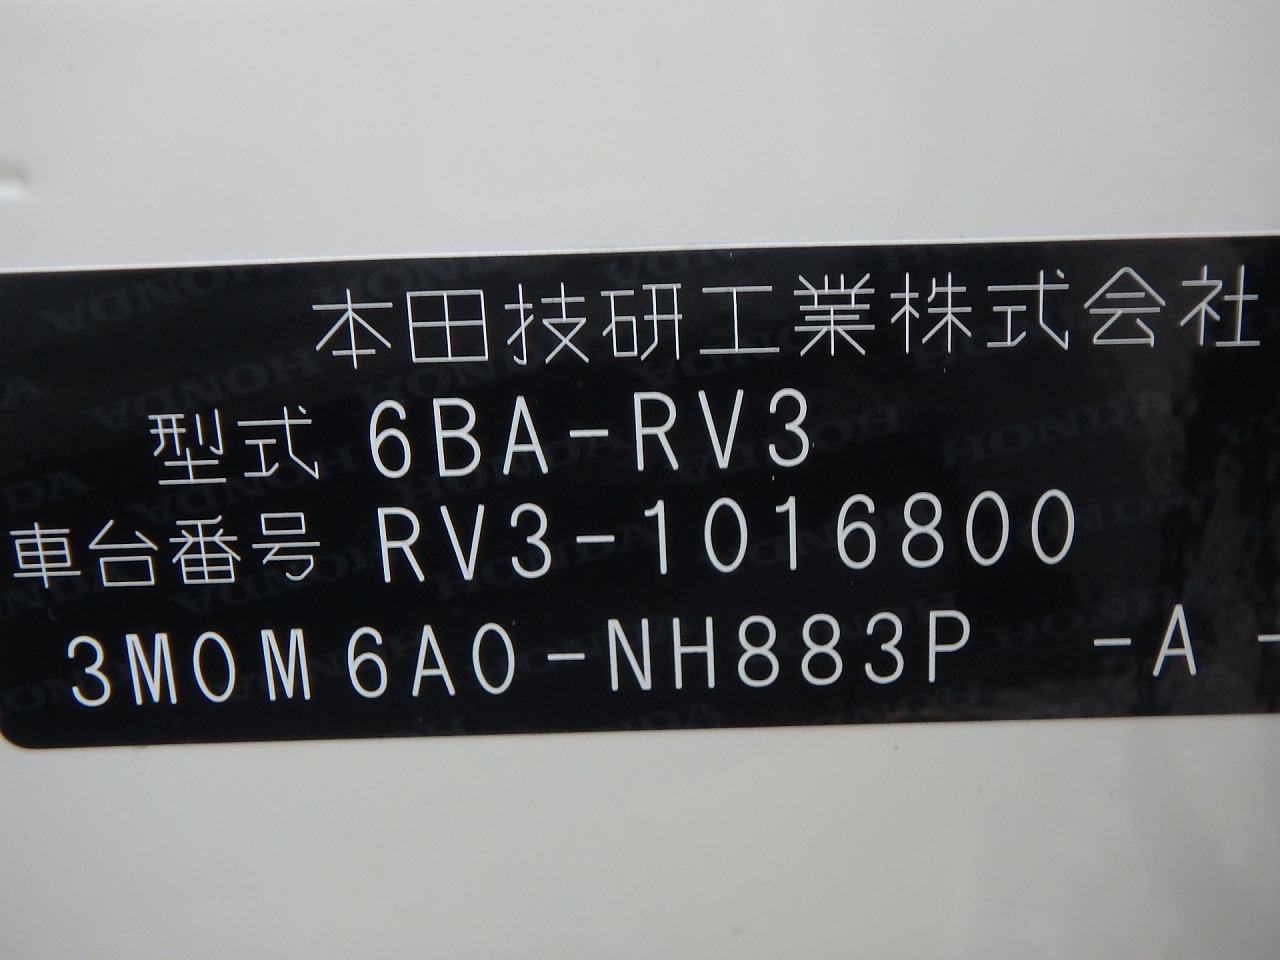 本田技研工業株式会社
型式 6BA-RV3
車台番号 RV3-1016800
3M0M6A0-NH883P -A -